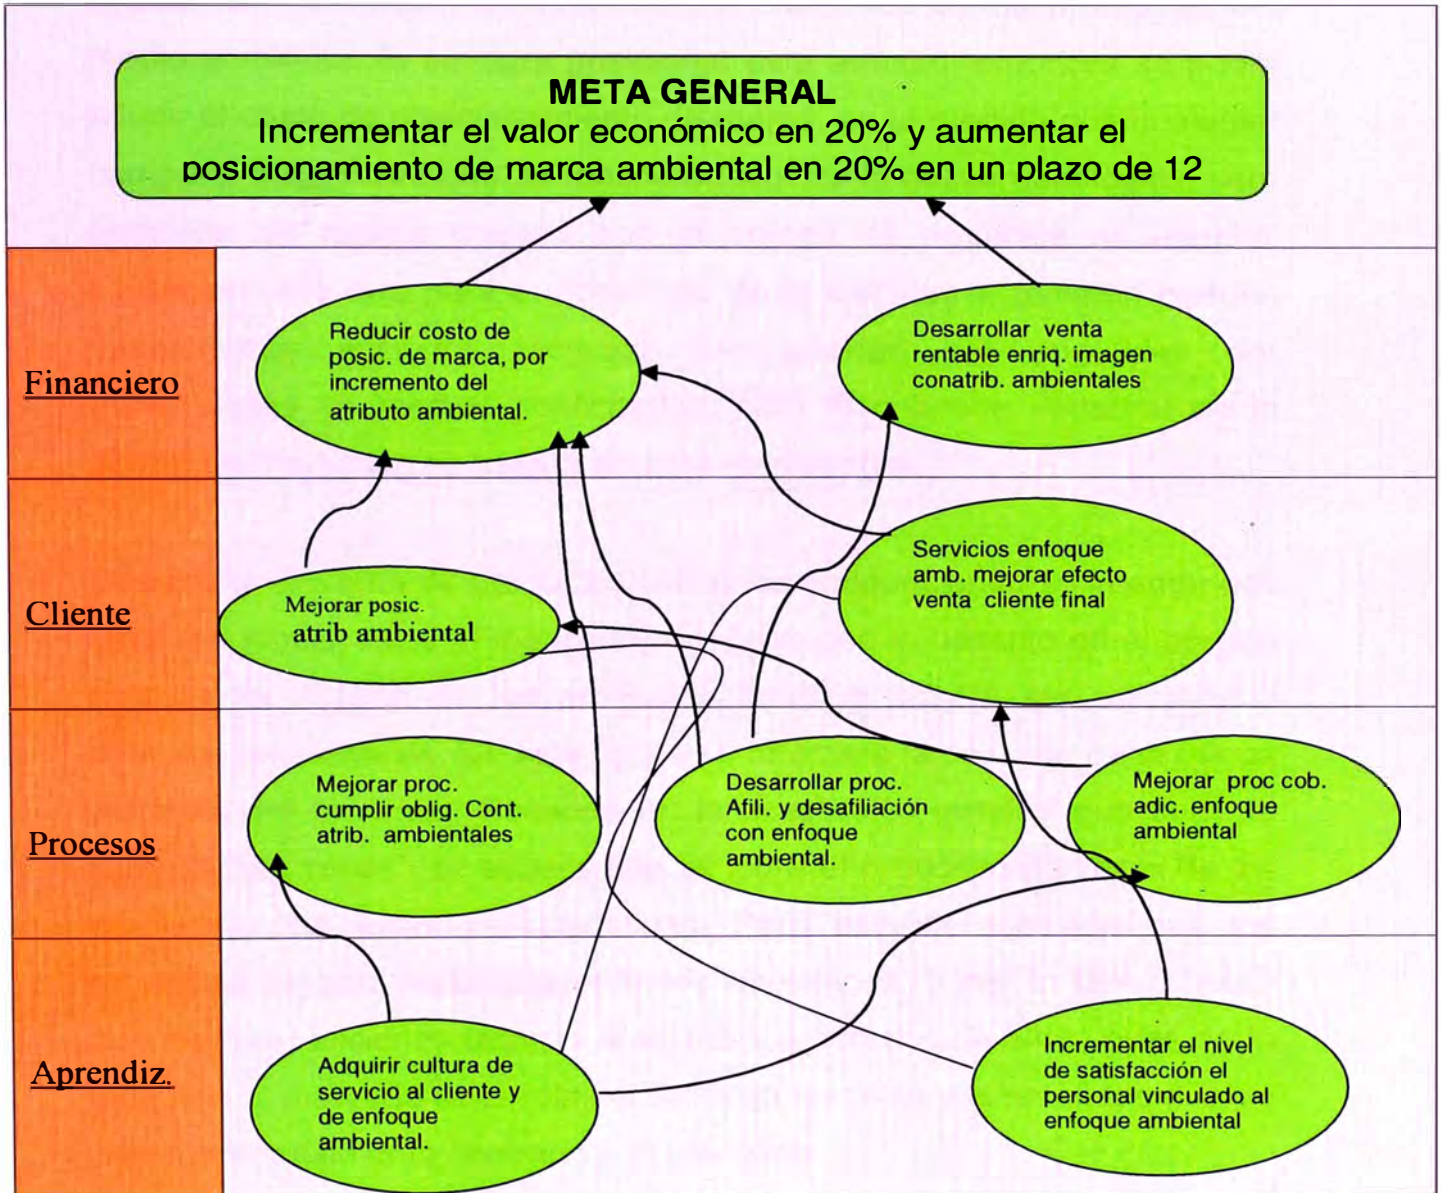 META GENERAL
Incrementar el valor económico en 20% y aumentar el
posicionamiento de marca ambiental en 20% en un plazo de 12
Financiero
Reducir costo de
posic. de marca, por
incremento del
atributo ambiental.
Desarrollar venta
rentable enriq. imagen
conatrib. ambientales
Cliente
Mejorar posic.
atrib ambiental
Servicios enfoque
amb. mejorar efecto
venta cliente final
Procesos
Mejorar proc.
cumplir oblig. Cont.
atrib. ambientales
Desarrollar proc.
Afili. y desafiliación
con enfoque
ambiental.
Mejorar proc cob.
adic. enfoque
ambiental
Aprendiz.
Adquirir cultura de
servicio al cliente y
de enfoque
ambiental.
Incrementar el nivel
de satisfacción el
personal vinculado al
enfoque ambiental